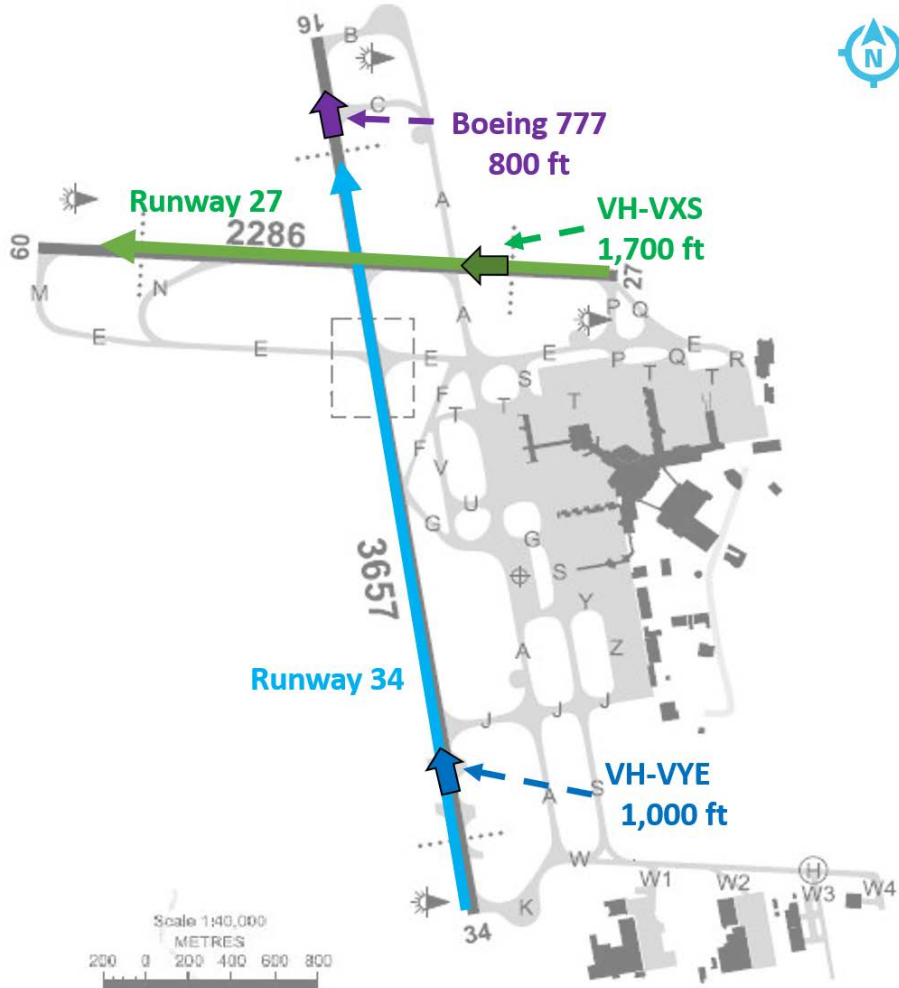 16
B
N
C
Boeing 777
800 ft
A
Runway 27
VH-VXS
1,700 ft
2286
09
27
M
N
A
P
Q
E
E
E
E
E
P
Q
R
S
T
T
F
T
T
T
F
V
U
G
G
S
3657
Y
A
Z
Runway 34
J
J
J
VH-VYE
1,000 ft
A
S
W
H
W1
W2
W3
W4
K
34
Scale 1:40,000
METRES
200 0 200 400 600 800